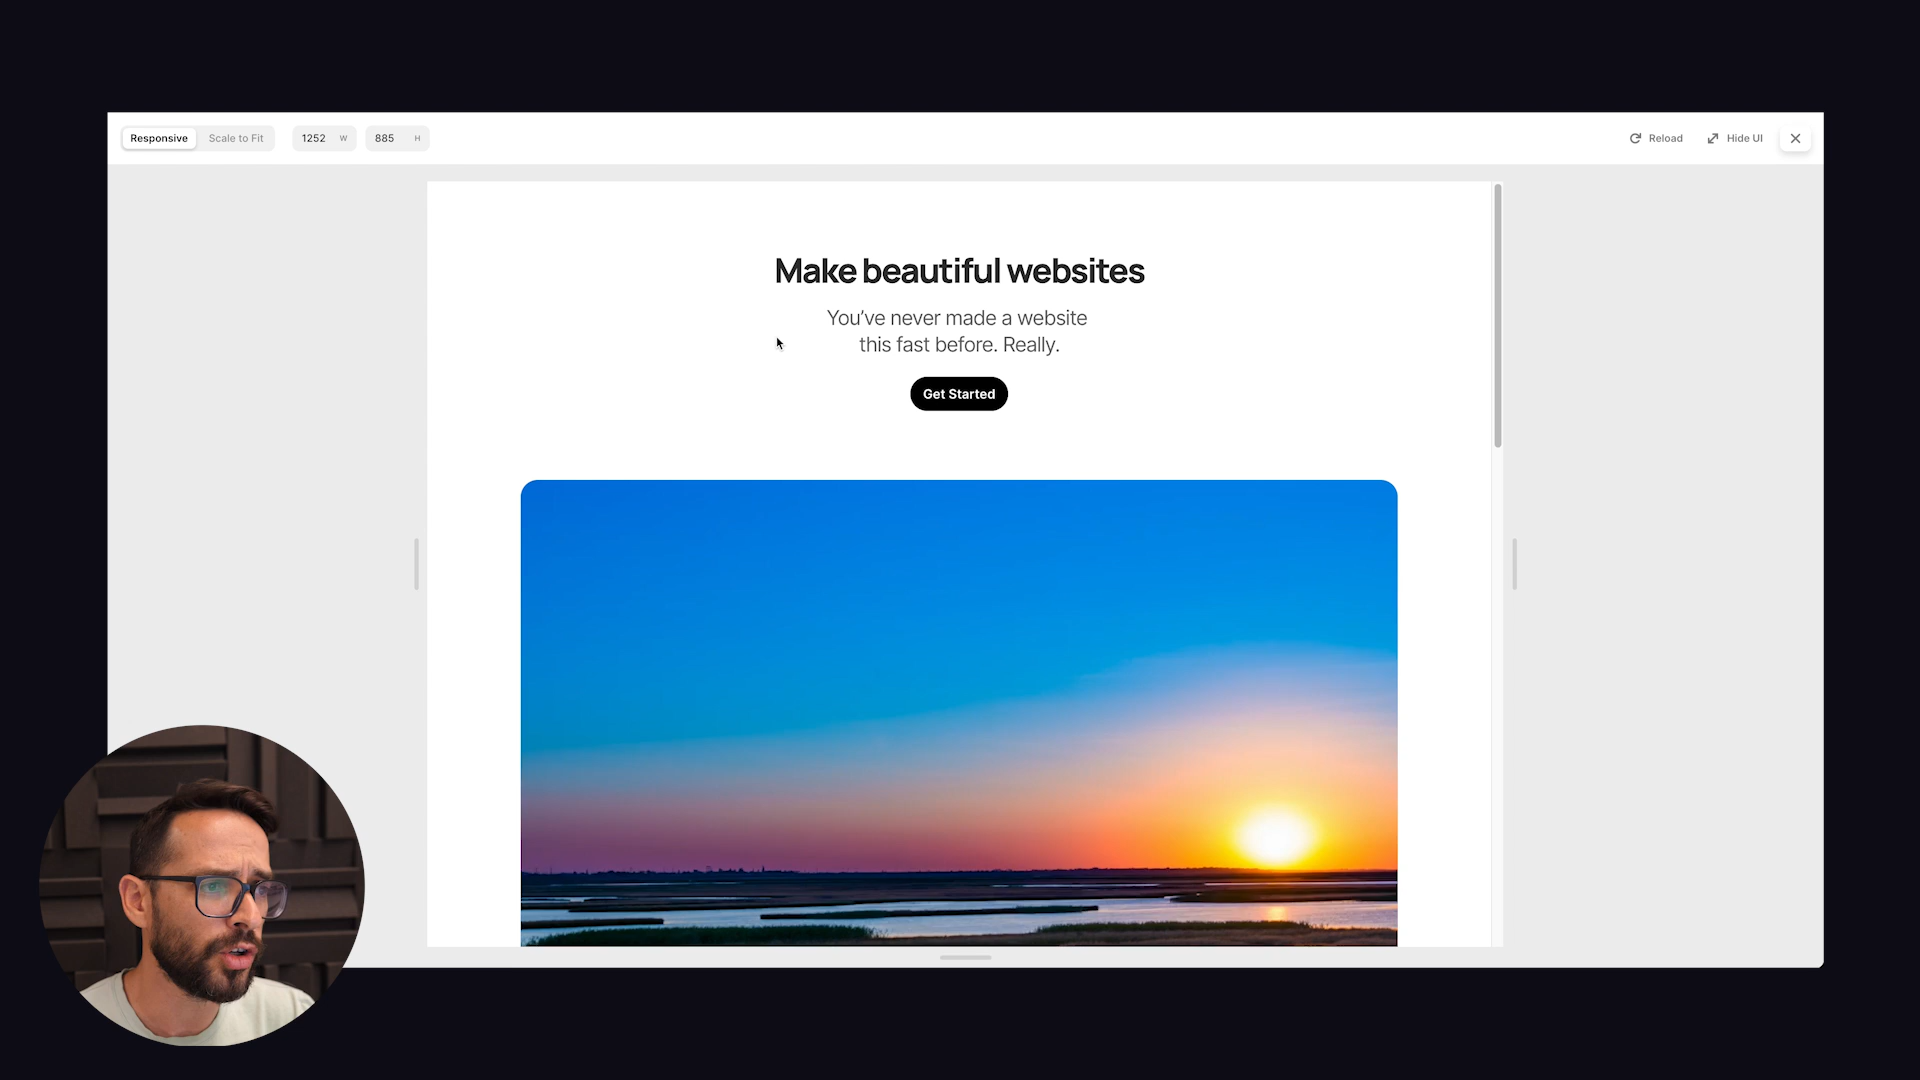 Responsive Scale to Fit 1252 W 885 H Reload Hide UI
Make beautiful websites
You've never made a website
this fast before. Really.
Get Started